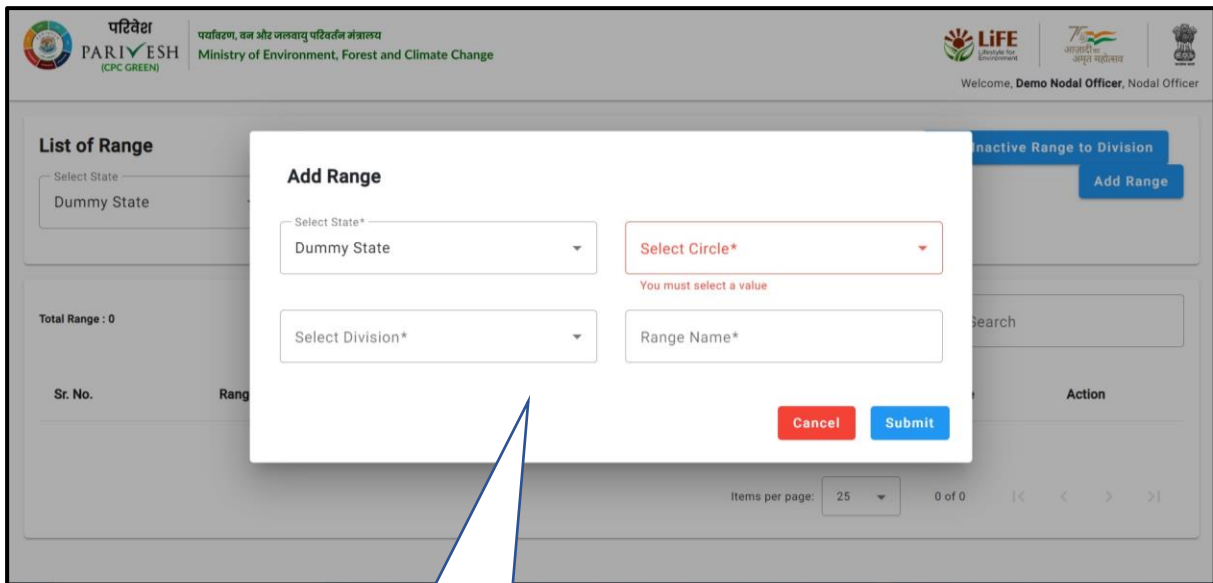 परिवेश
PARIVESH
(CPC GREEN)
पर्यावरण, वन और जलवायु परिवर्तन मंत्रालय
Ministry of Environment, Forest and Climate Change
LiFE
Lifestyle for
Environment
आज़ादी का
अमृत महोत्सव
Welcome, Demo Nodal Officer, Nodal Officer
List of Range
Inactive Range to Division
Select State
Dummy State
Add Range
Add Range
Select State*
Dummy State
Select Circle*
You must select a value
Select Division*
Range Name*
Cancel
Submit
Total Range : 0
Search
Sr. No.
Rang
Action
Items per page:
25
0 of 0